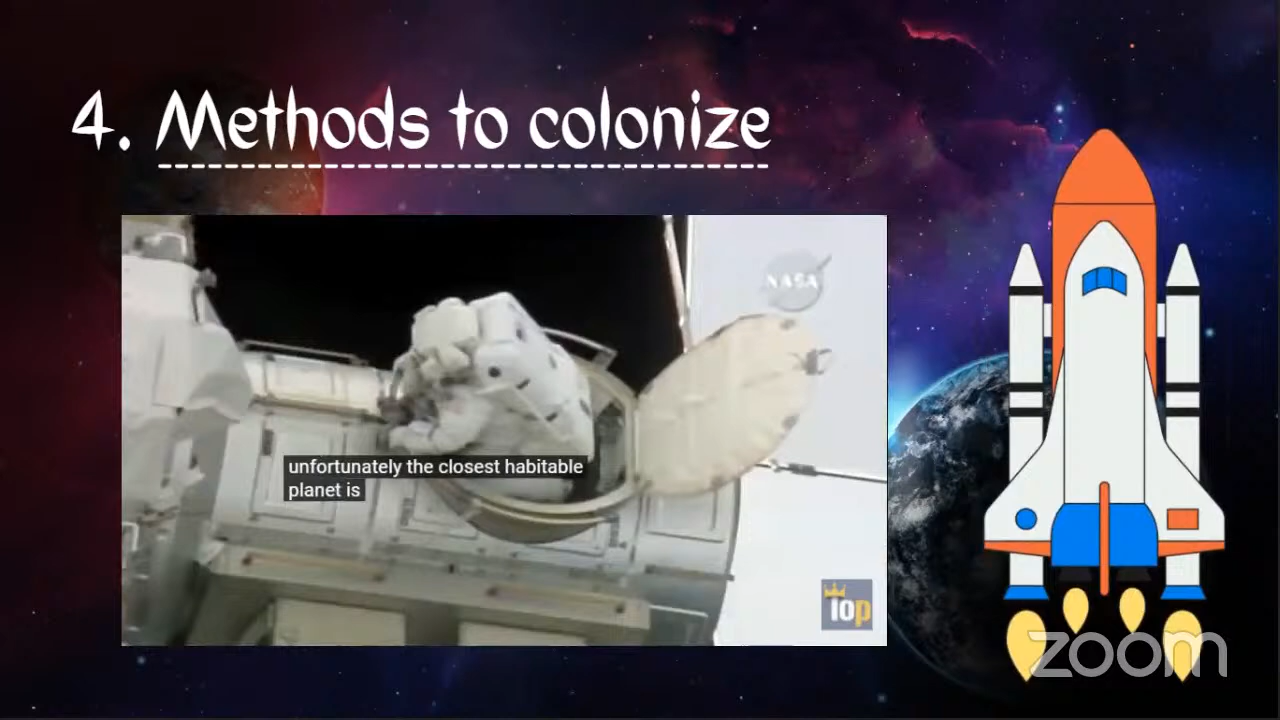 4. Methods to colonize
NASA
unfortunately the closest habitable
planet is
iop
zoom